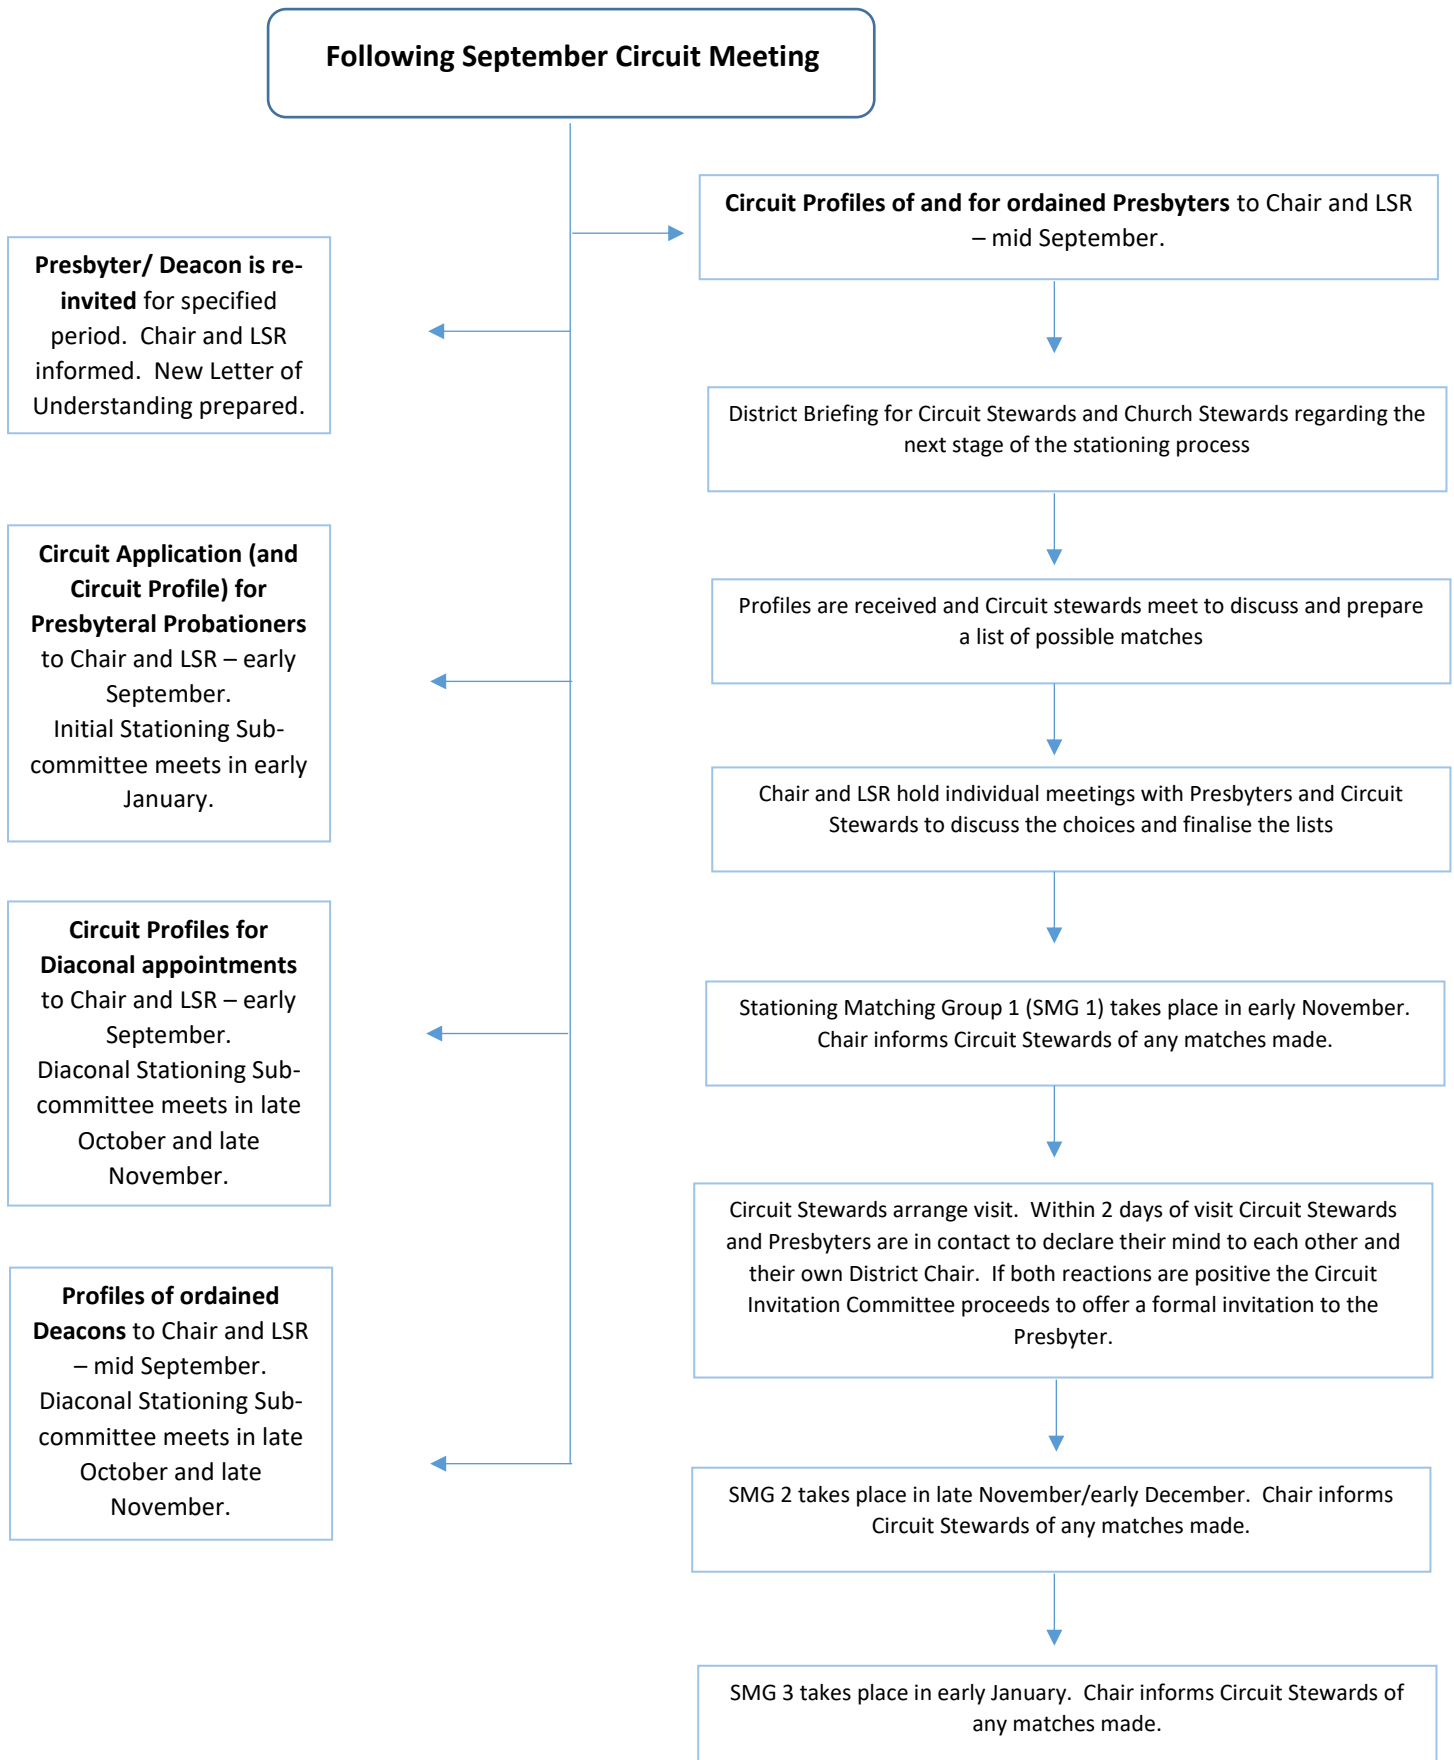 Following September Circuit Meeting
Presbyter/ Deacon is re-
invited for specified
period.  Chair and LSR
informed.  New Letter of
Understanding prepared.
Circuit Application (and
Circuit Profile) for
Presbyteral Probationers
to Chair and LSR – early
September.
Initial Stationing Sub-
committee meets in early
January.
Circuit Profiles for
Diaconal appointments
to Chair and LSR – early
September.
Diaconal Stationing Sub-
committee meets in late
October and late
November.
Profiles of ordained
Deacons to Chair and LSR
– mid September.
Diaconal Stationing Sub-
committee meets in late
October and late
November.
Circuit Profiles of and for ordained Presbyters to Chair and LSR
– mid September.
District Briefing for Circuit Stewards and Church Stewards regarding the
next stage of the stationing process
Profiles are received and Circuit stewards meet to discuss and prepare
a list of possible matches
Chair and LSR hold individual meetings with Presbyters and Circuit
Stewards to discuss the choices and finalise the lists
Stationing Matching Group 1 (SMG 1) takes place in early November.
Chair informs Circuit Stewards of any matches made.
Circuit Stewards arrange visit.  Within 2 days of visit Circuit Stewards
and Presbyters are in contact to declare their mind to each other and
their own District Chair.  If both reactions are positive the Circuit
Invitation Committee proceeds to offer a formal invitation to the
Presbyter.
SMG 2 takes place in late November/early December.  Chair informs
Circuit Stewards of any matches made.
SMG 3 takes place in early January.  Chair informs Circuit Stewards of
any matches made.